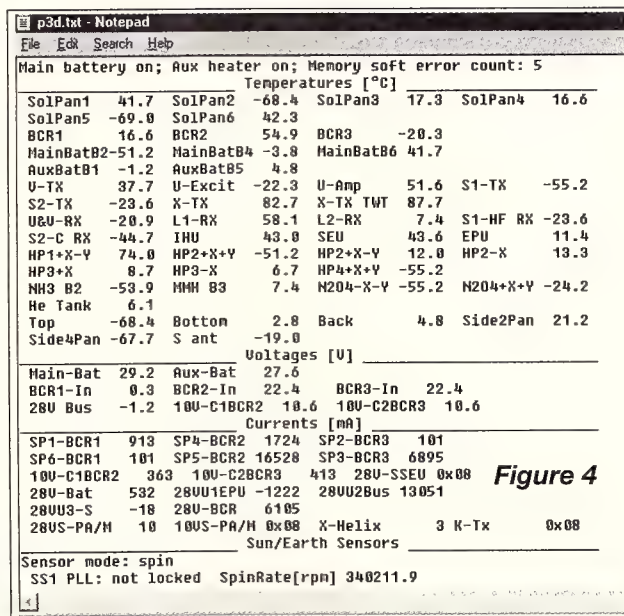 p3d.txt - Notepad
File Edit Search Help
Main battery on; Aux heater on; Memory soft error count: 5
Temperatures [°C]
SolPan1 41.7 SolPan2 -68.4 SolPan3 17.3 SolPan4 16.6
SolPan5 -69.0 SolPan6 42.3
BCR1 16.6 BCR2 54.9 BCR3 -20.3
MainBatB2-51.2 MainBatB4 -3.8 MainBatB6 41.7
AuxBatB1 -1.2 AuxBatB5 4.8
V-TX 37.7 U-Excit -22.3 U-Amp 51.6 S1-TX -55.2
S2-TX -23.6 X-TX 82.7 X-TX TWT 87.7
U&V-RX -20.9 L1-RX 58.1 L2-RX 7.4 S1-HF RX -23.6
S2-C RX -44.7 IHU 43.0 SEU 43.6 EPU 11.4
HP1+X-Y 74.0 HP2+X+Y -51.2 HP2+X-Y 12.0 HP2-X 13.3
HP3+X 8.7 HP3-X 6.7 HP4+X+Y -55.2
NH3 B2 -53.9 MMH B3 7.4 N2O4-X-Y -55.2 N2O4+X+Y -24.2
He Tank 6.1
Top -68.4 Bottom 2.8 Back 4.8 Side2Pan 21.2
Side4Pan -67.7 S ant -19.0
Voltages [V]
Main-Bat 29.2 Aux-Bat 27.6
BCR1-In 0.3 BCR2-In 22.4 BCR3-In 22.4
28V Bus -1.2 10V-C1BCR2 10.6 10V-C2BCR3 10.6
Currents [mA]
SP1-BCR1 913 SP4-BCR2 1724 SP2-BCR3 101
SP6-BCR1 101 SP5-BCR2 16528 SP3-BCR3 6895
10V-C1BCR2 363 10V-C2BCR3 413 28V-SSEU 0x08
28V-Bat 532 28VU1EPU -1222 28VU2Bus 13051
28VU3-S -18 28V-BCR 6105
28VS-PA/M 10 10VS-PA/M 0x08 X-Helix 3 K-Tx 0x08
Figure 4
Sun/Earth Sensors
Sensor mode: spin
SS1 PLL: not locked SpinRate[rpm] 340211.9